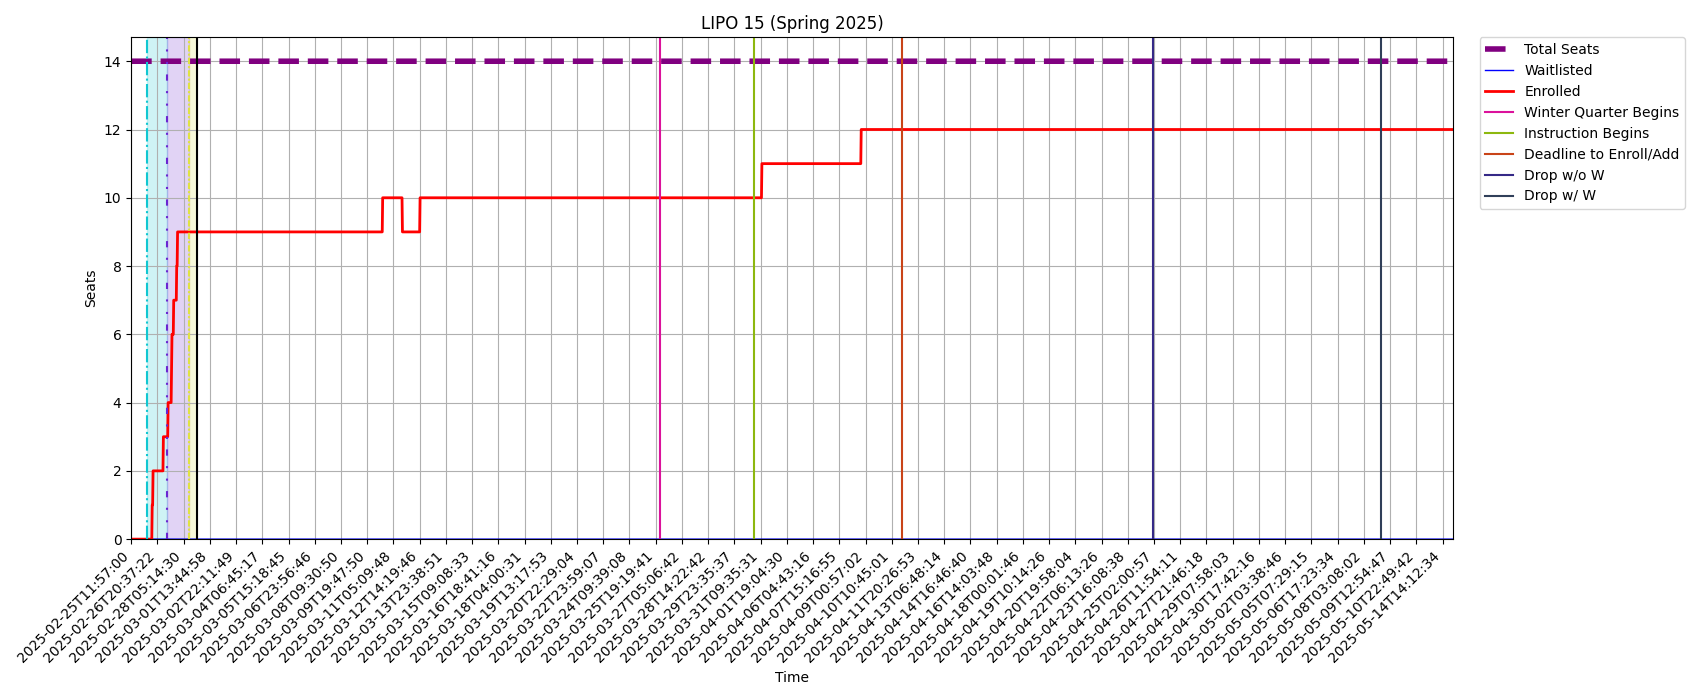 LIPO 15 (Spring 2025)
Total Seats
Waitlisted
Enrolled
Winter Quarter Begins
Instruction Begins
Deadline to Enroll/Add
Drop w/o W
Drop w/ W
14
12
10
8
6
4
2
0
Seats
2025-02-25T11:57:00
2025-02-26T20:37:22
2025-02-28T05:14:30
2025-03-01T13:44:58
2025-03-02T22:11:49
2025-03-04T06:45:17
2025-03-05T15:18:45
2025-03-06T23:56:46
2025-03-08T09:30:50
2025-03-09T19:47:50
2025-03-11T05:09:48
2025-03-12T14:19:46
2025-03-13T23:38:51
2025-03-15T09:08:33
2025-03-16T18:41:16
2025-03-18T04:00:31
2025-03-19T13:17:53
2025-03-20T22:29:04
2025-03-22T23:59:07
2025-03-24T09:39:08
2025-03-25T19:19:41
2025-03-27T05:06:42
2025-03-28T14:22:42
2025-03-29T23:35:37
2025-03-31T09:35:31
2025-04-01T19:04:30
2025-04-06T04:43:16
2025-04-07T15:16:55
2025-04-09T00:57:02
2025-04-10T10:45:01
2025-04-11T20:26:53
2025-04-13T06:48:14
2025-04-14T16:46:40
2025-04-16T14:03:48
2025-04-18T00:01:46
2025-04-19T10:14:26
2025-04-20T19:58:04
2025-04-22T06:13:26
2025-04-23T16:08:38
2025-04-25T02:00:57
2025-04-26T11:54:11
2025-04-27T21:46:18
2025-04-29T07:58:03
2025-04-30T17:42:16
2025-05-02T03:38:46
2025-05-05T07:29:15
2025-05-06T17:23:34
2025-05-08T03:08:02
2025-05-09T12:54:47
2025-05-10T22:49:42
2025-05-14T14:12:34
Time